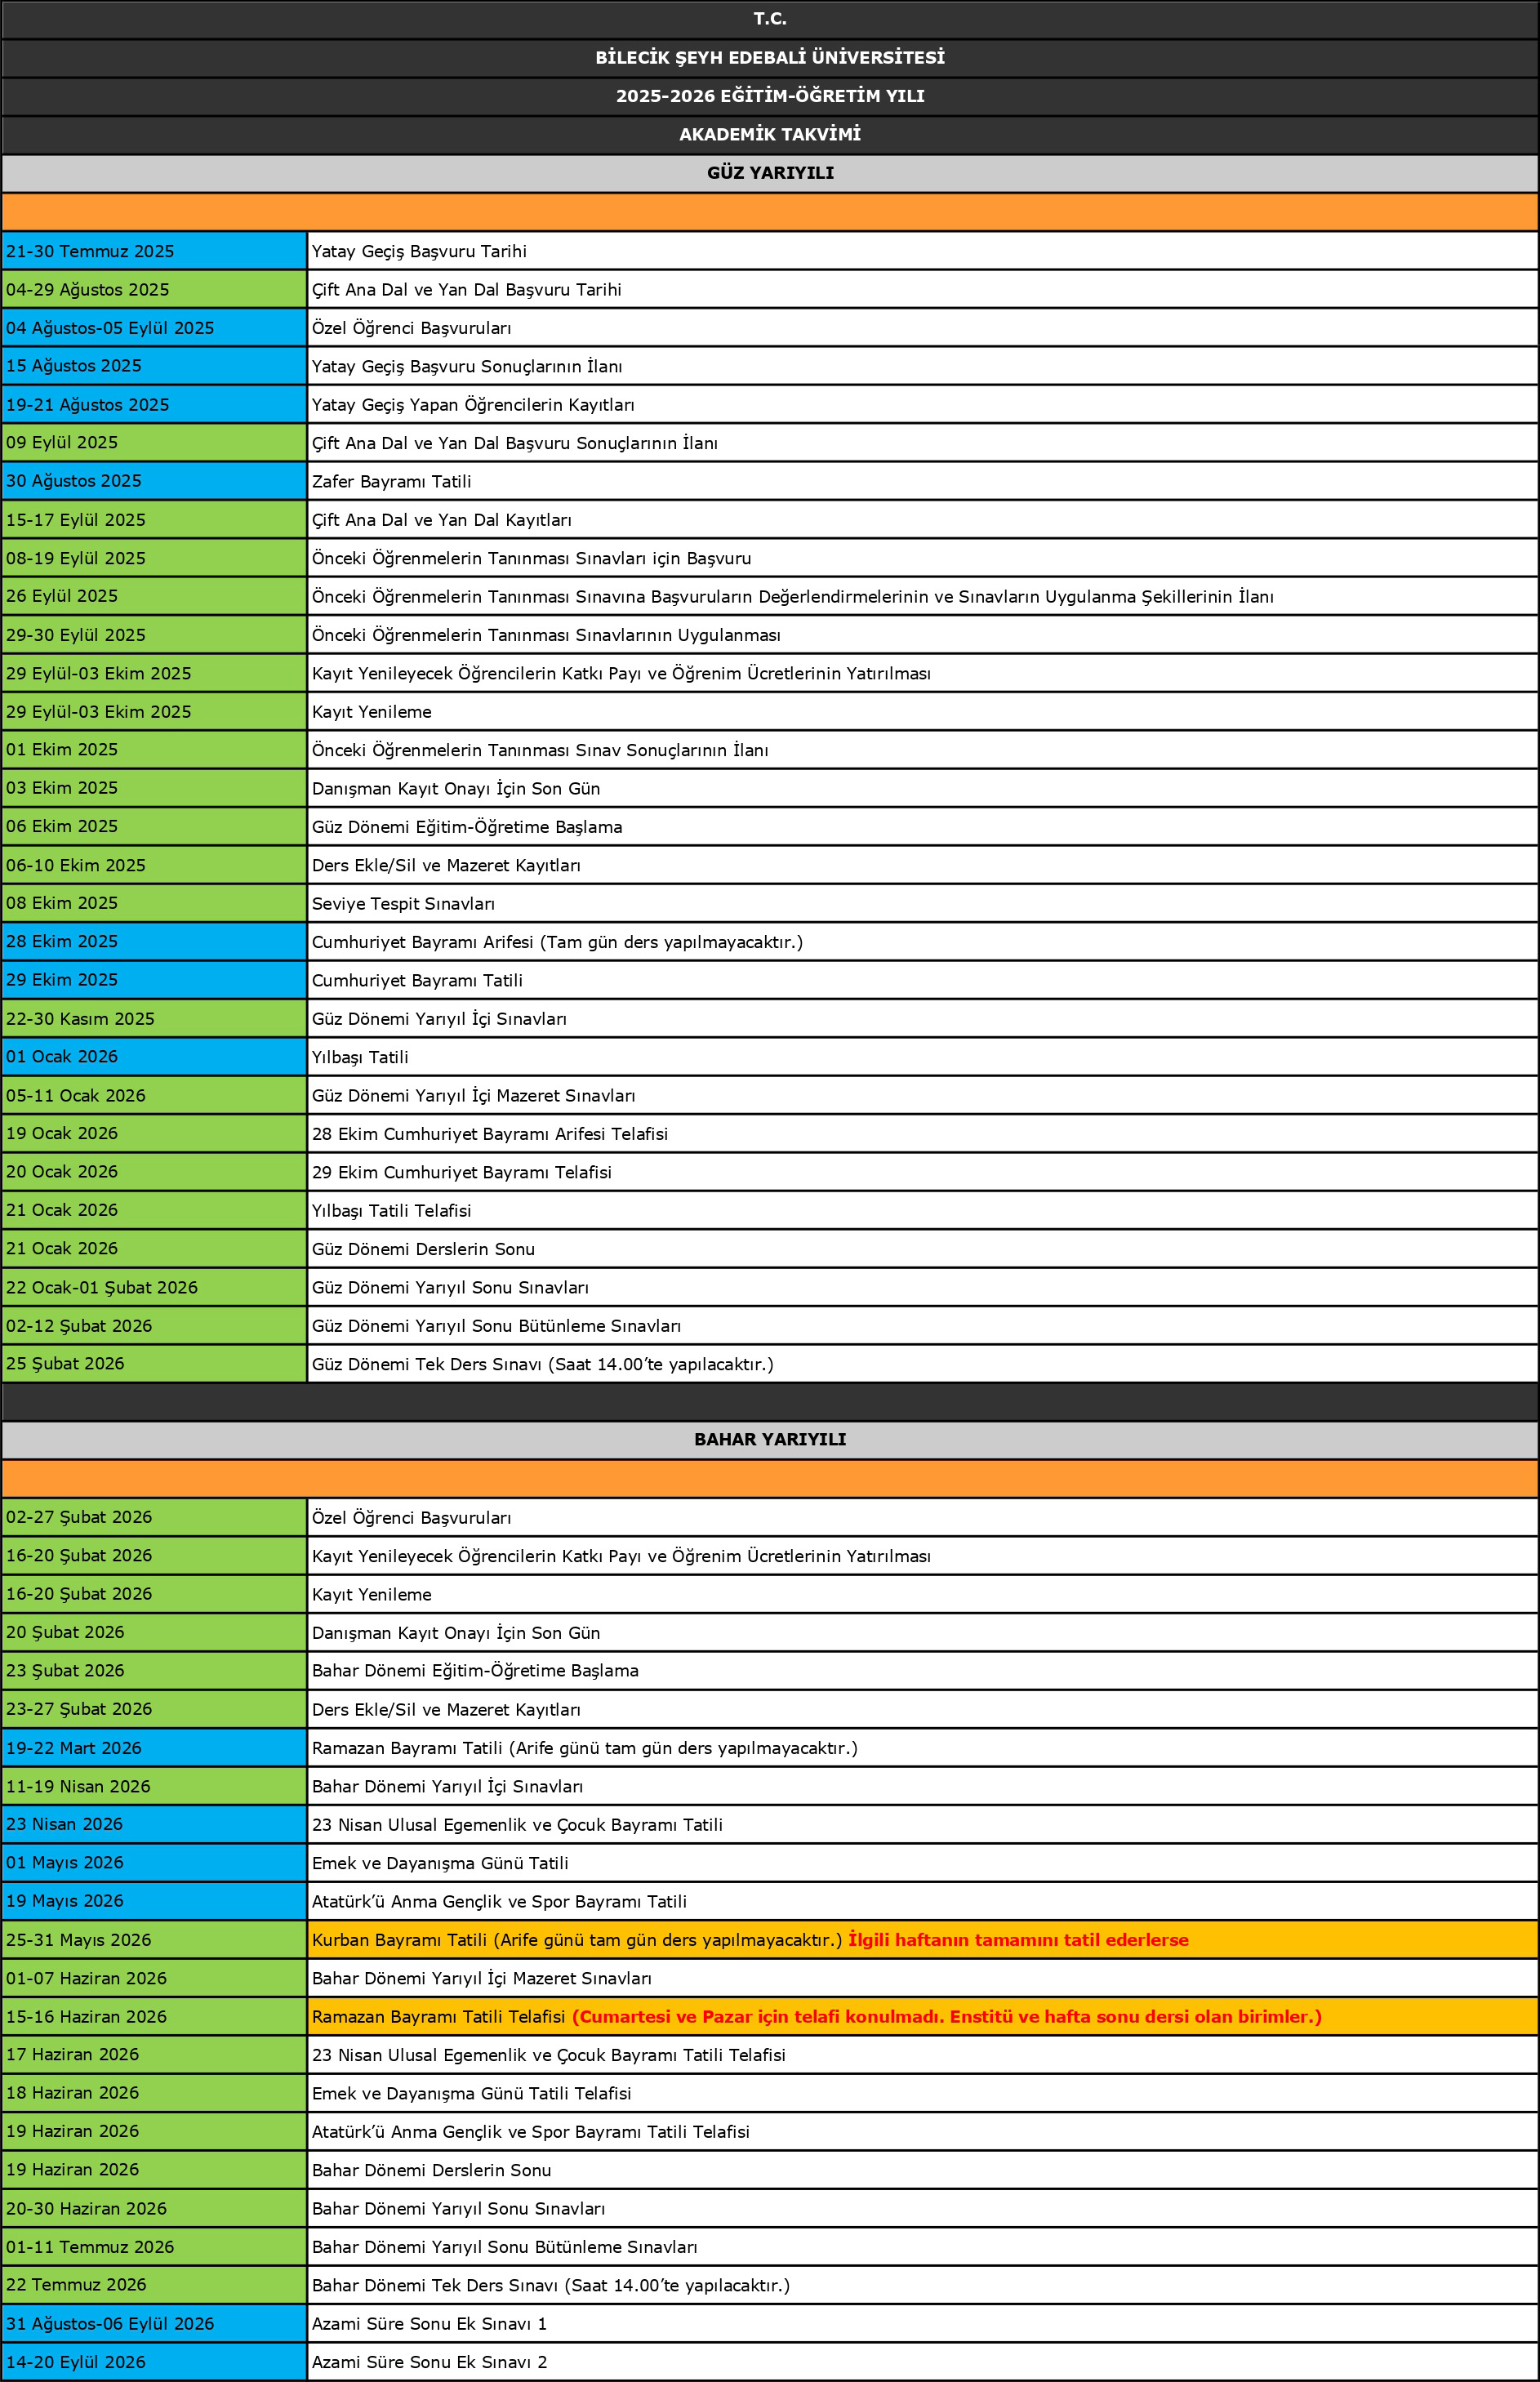 T.C.
BİLECİK ŞEYH EDEBALİ ÜNİVERSİTESİ
2025-2026 EĞİTİM-ÖĞRETİM YILI
AKADEMİK TAKVİMİ
GÜZ YARIYILI
21-30 Temmuz 2025 Yatay Geçiş Başvuru Tarihi
04-29 Ağustos 2025 Çift Ana Dal ve Yan Dal Başvuru Tarihi
04 Ağustos-05 Eylül 2025 Özel Öğrenci Başvuruları
15 Ağustos 2025 Yatay Geçiş Başvuru Sonuçlarının İlanı
19-21 Ağustos 2025 Yatay Geçiş Yapan Öğrencilerin Kayıtları
09 Eylül 2025 Çift Ana Dal ve Yan Dal Başvuru Sonuçlarının İlanı
30 Ağustos 2025 Zafer Bayramı Tatili
15-17 Eylül 2025 Çift Ana Dal ve Yan Dal Kayıtları
08-19 Eylül 2025 Önceki Öğrenmelerin Tanınması Sınavları için Başvuru
26 Eylül 2025 Önceki Öğrenmelerin Tanınması Sınavına Başvuruların Değerlendirmelerinin ve Sınavların Uygulanma Şekillerinin İlanı
29-30 Eylül 2025 Önceki Öğrenmelerin Tanınması Sınavlarının Uygulanması
29 Eylül-03 Ekim 2025 Kayıt Yenileyecek Öğrencilerin Katkı Payı ve Öğrenim Ücretlerinin Yatırılması
29 Eylül-03 Ekim 2025 Kayıt Yenileme
01 Ekim 2025 Önceki Öğrenmelerin Tanınması Sınav Sonuçlarının İlanı
03 Ekim 2025 Danışman Kayıt Onayı İçin Son Gün
06 Ekim 2025 Güz Dönemi Eğitim-Öğretime Başlama
06-10 Ekim 2025 Ders Ekle/Sil ve Mazeret Kayıtları
08 Ekim 2025 Seviye Tespit Sınavları
28 Ekim 2025 Cumhuriyet Bayramı Arifesi (Tam gün ders yapılmayacaktır.)
29 Ekim 2025 Cumhuriyet Bayramı Tatili
22-30 Kasım 2025 Güz Dönemi Yarıyıl İçi Sınavları
01 Ocak 2026 Yılbaşı Tatili
05-11 Ocak 2026 Güz Dönemi Yarıyıl İçi Mazeret Sınavları
19 Ocak 2026 28 Ekim Cumhuriyet Bayramı Arifesi Telafisi
20 Ocak 2026 29 Ekim Cumhuriyet Bayramı Telafisi
21 Ocak 2026 Yılbaşı Tatili Telafisi
21 Ocak 2026 Güz Dönemi Derslerin Sonu
22 Ocak-01 Şubat 2026 Güz Dönemi Yarıyıl Sonu Sınavları
02-12 Şubat 2026 Güz Dönemi Yarıyıl Sonu Bütünleme Sınavları
25 Şubat 2026 Güz Dönemi Tek Ders Sınavı (Saat 14.00’te yapılacaktır.)
BAHAR YARIYILI
02-27 Şubat 2026 Özel Öğrenci Başvuruları
16-20 Şubat 2026 Kayıt Yenileyecek Öğrencilerin Katkı Payı ve Öğrenim Ücretlerinin Yatırılması
16-20 Şubat 2026 Kayıt Yenileme
20 Şubat 2026 Danışman Kayıt Onayı İçin Son Gün
23 Şubat 2026 Bahar Dönemi Eğitim-Öğretime Başlama
23-27 Şubat 2026 Ders Ekle/Sil ve Mazeret Kayıtları
19-22 Mart 2026 Ramazan Bayramı Tatili (Arife günü tam gün ders yapılmayacaktır.)
11-19 Nisan 2026 Bahar Dönemi Yarıyıl İçi Sınavları
23 Nisan 2026 23 Nisan Ulusal Egemenlik ve Çocuk Bayramı Tatili
01 Mayıs 2026 Emek ve Dayanışma Günü Tatili
19 Mayıs 2026 Atatürk’ü Anma Gençlik ve Spor Bayramı Tatili
25-31 Mayıs 2026 Kurban Bayramı Tatili (Arife günü tam gün ders yapılmayacaktır.) İlgili haftanın tamamını tatil ederlerse
01-07 Haziran 2026 Bahar Dönemi Yarıyıl İçi Mazeret Sınavları
15-16 Haziran 2026 Ramazan Bayramı Tatili Telafisi (Cumartesi ve Pazar için telafi konulmadı. Enstitü ve hafta sonu dersi olan birimler.)
17 Haziran 2026 23 Nisan Ulusal Egemenlik ve Çocuk Bayramı Tatili Telafisi
18 Haziran 2026 Emek ve Dayanışma Günü Tatili Telafisi
19 Haziran 2026 Atatürk’ü Anma Gençlik ve Spor Bayramı Tatili Telafisi
19 Haziran 2026 Bahar Dönemi Derslerin Sonu
20-30 Haziran 2026 Bahar Dönemi Yarıyıl Sonu Sınavları
01-11 Temmuz 2026 Bahar Dönemi Yarıyıl Sonu Bütünleme Sınavları
22 Temmuz 2026 Bahar Dönemi Tek Ders Sınavı (Saat 14.00’te yapılacaktır.)
31 Ağustos-06 Eylül 2026 Azami Süre Sonu Ek Sınavı 1
14-20 Eylül 2026 Azami Süre Sonu Ek Sınavı 2